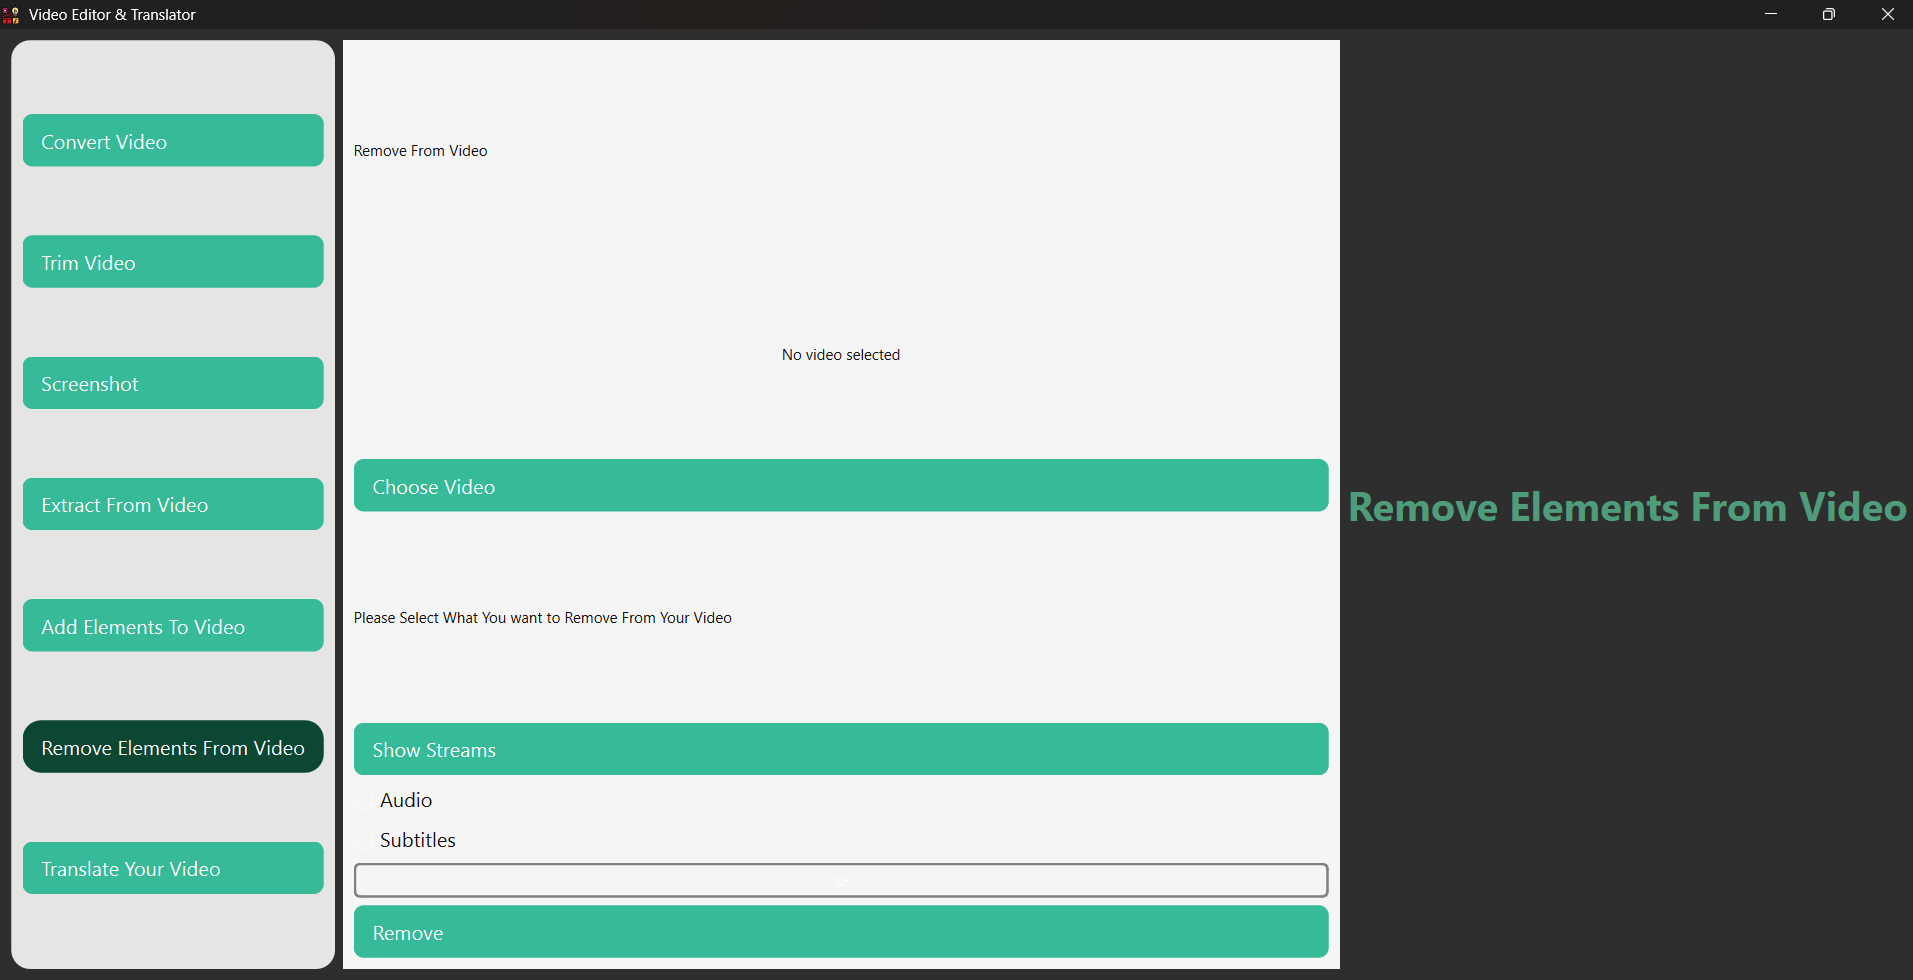 Video Editor & Translator
Convert Video
Trim Video
Screenshot
Extract From Video
Add Elements To Video
Remove Elements From Video
Translate Your Video
Remove From Video
No video selected
Choose Video
Please Select What You want to Remove From Your Video
Show Streams
Audio
Subtitles
Remove
Remove Elements From Video